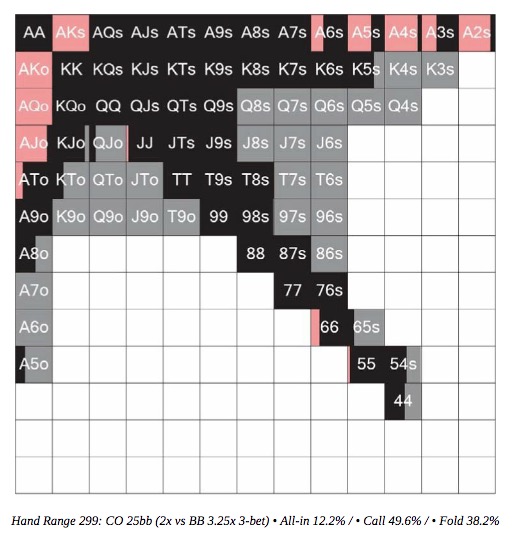 AA AKs AQs AJs ATs A9s A8s A7s A6s A5s A4s A3s A2s
AKo KK KQs KJs KTs K9s K8s K7s K6s K5s K4s K3s
AQo KQo QQ QJs QTs Q9s Q8s Q7s Q6s Q5s Q4s
AJo KJo QJo JJ JTs J9s J8s J7s J6s
ATo KTo QTo JTo TT T9s T8s T7s T6s
A9o K9o Q9o J9o T9o 99 98s 97s 96s
A8o 88 87s 86s
A7o 77 76s
A6o 66 65s
A5o 55 54s
44
Hand Range 299: CO 25bb (2x vs BB 3.25x 3-bet) • All-in 12.2% / • Call 49.6% / • Fold 38.2%